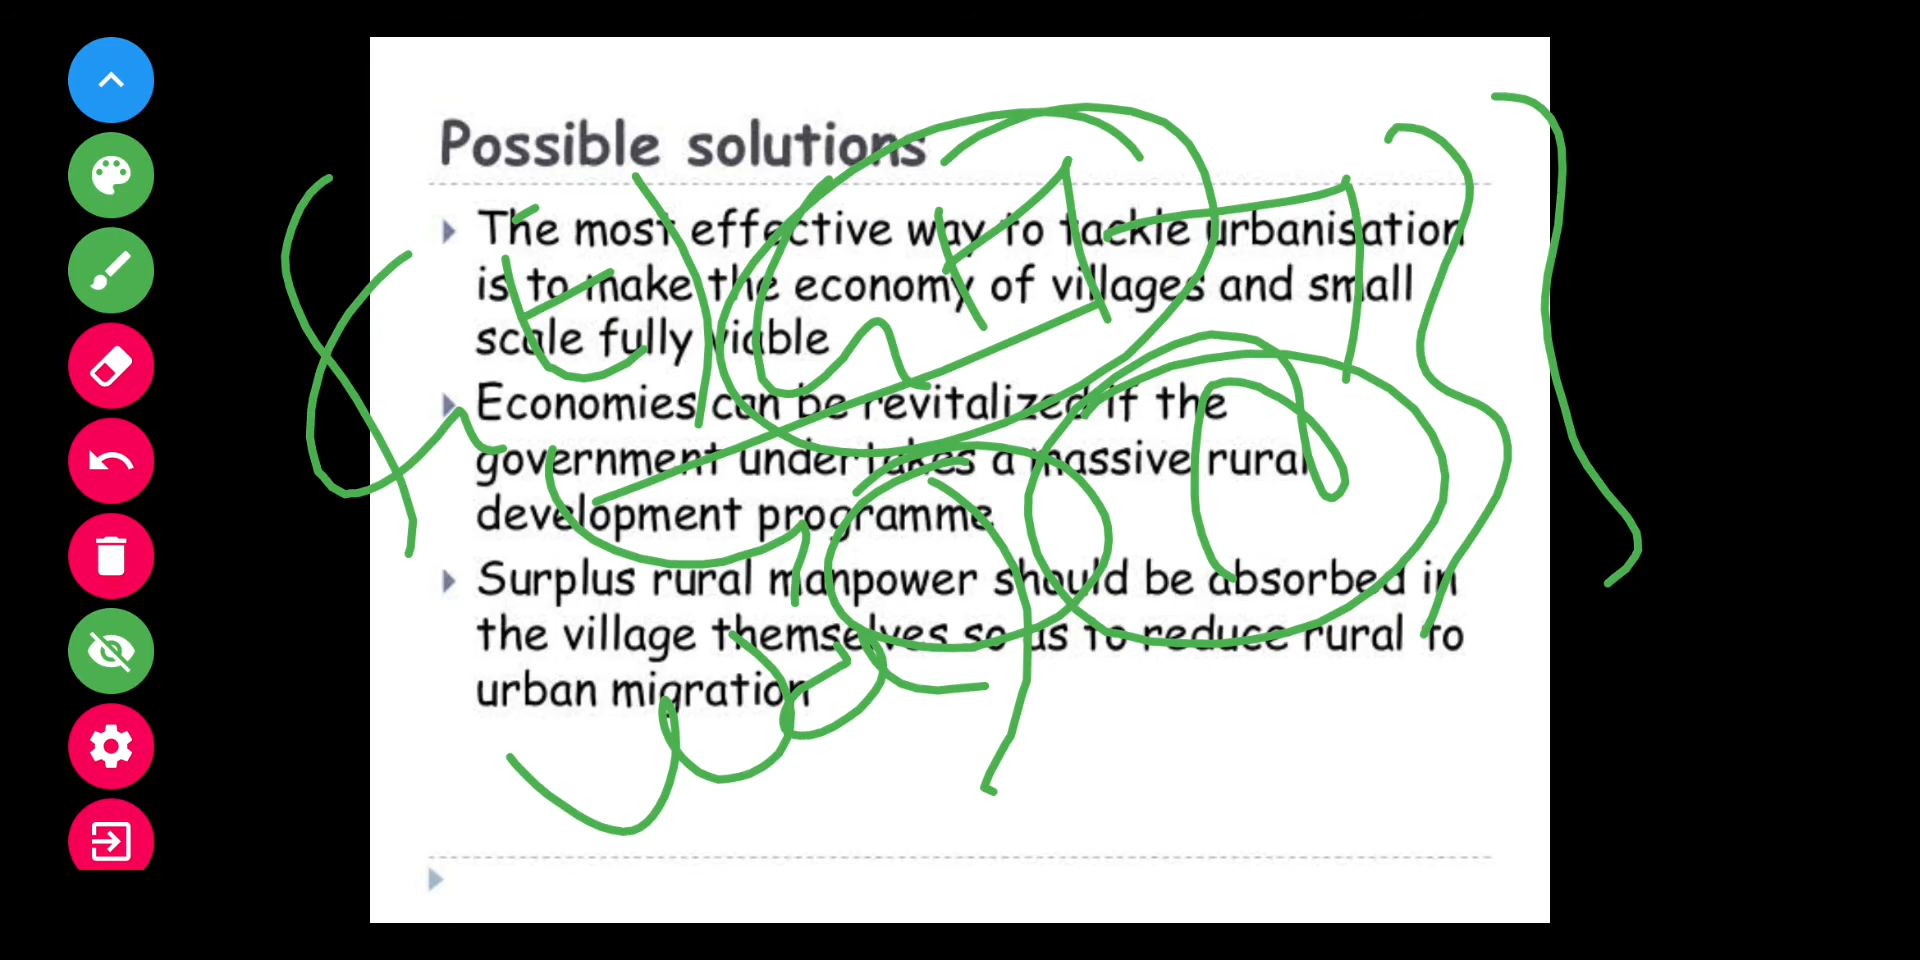 Possible solutions
The most effective way to tackle urbanisation
is to make the economy of villages and small
scale fully viable
Economies can be revitalized if the
government undertakes a massive rural
development programme
Surplus rural manpower should be absorbed in
the village themselves so as to reduce rural to
urban migration